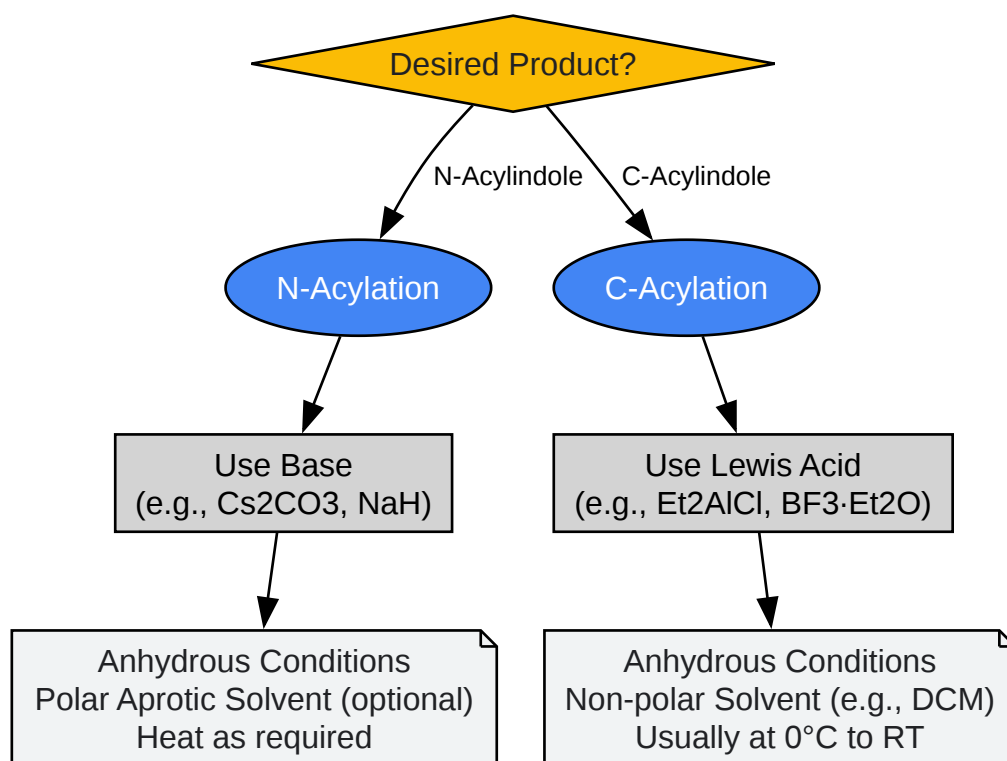 Desired Product?
N-Acylindole
C-Acylindole
N-Acylation
C-Acylation
Use Base
(e.g., Cs2CO3, NaH)
Use Lewis Acid
(e.g., Et2AlCl, BF3·Et2O)
Anhydrous Conditions
Polar Aprotic Solvent (optional)
Heat as required
Anhydrous Conditions
Non-polar Solvent (e.g., DCM)
Usually at 0°C to RT